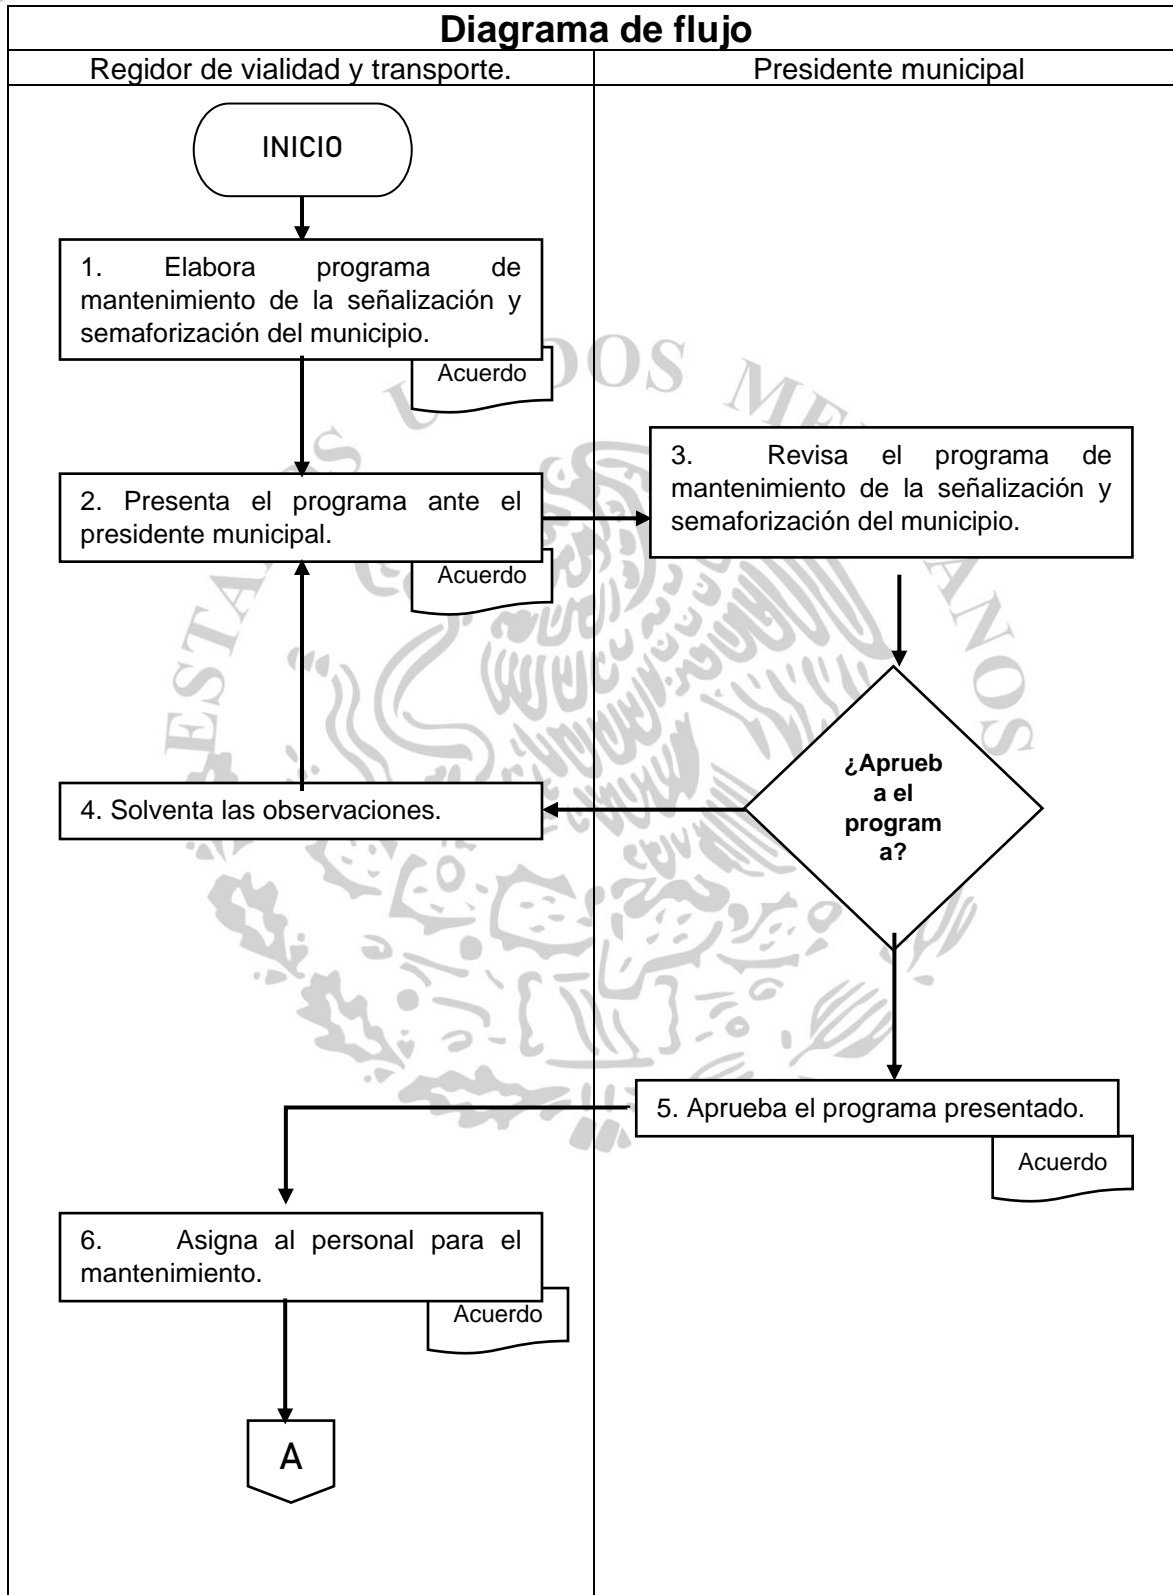 Diagrama de flujo
Regidor de vialidad y transporte.
Presidente municipal
INICIO
1. Elabora programa de
mantenimiento de la señalización y
semaforización del municipio.
Acuerdo
2. Presenta el programa ante el
presidente municipal.
Acuerdo
3. Revisa el programa de
mantenimiento de la señalización y
semaforización del municipio.
¿Aprueb
a el
program
a?
4. Solventa las observaciones.
5. Aprueba el programa presentado.
Acuerdo
6. Asigna al personal para el
mantenimiento.
Acuerdo
A
ESTADOS UNIDOS MEXICANOS